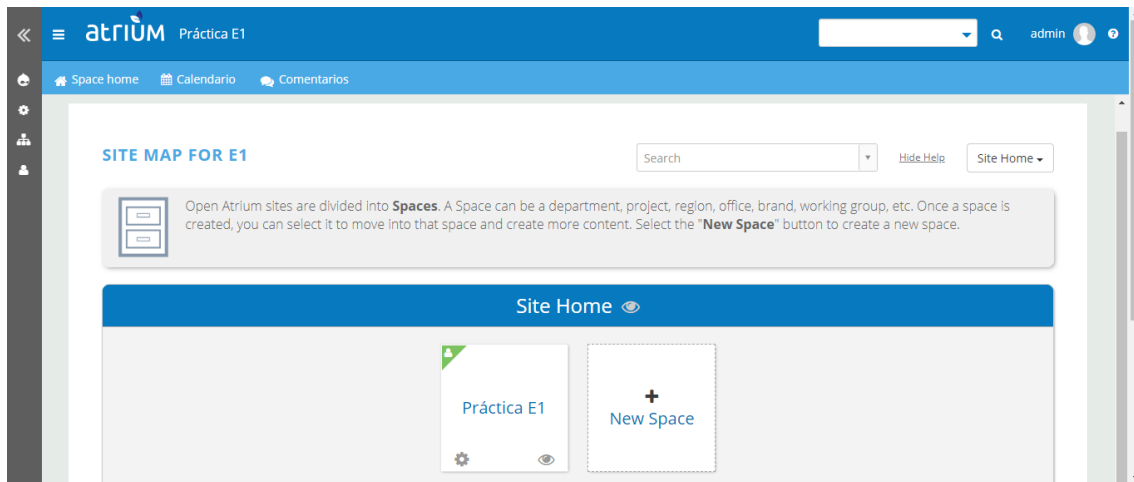 atrium Práctica E1 admin
Space home Calendario Comentarios
SITE MAP FOR E1 Search Hide Help Site Home
Open Atrium sites are divided into Spaces. A Space can be a department, project, region, office, brand, working group, etc. Once a space is
created, you can select it to move into that space and create more content. Select the "New Space" button to create a new space.
Site Home
Práctica E1
+
New Space